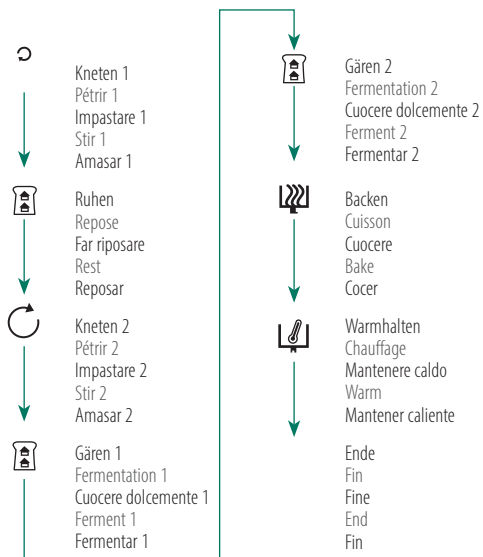 Kneten 1
Pétrir 1
Impastare 1
Stir 1
Amasar 1
Ruhen
Repose
Far riposare
Rest
Reposar
Kneten 2
Pétrir 2
Impastare 2
Stir 2
Amasar 2
Gären 1
Fermentation 1
Cuocere dolcemente 1
Ferment 1
Fermentar 1
Gären 2
Fermentation 2
Cuocere dolcemente 2
Ferment 2
Fermentar 2
Backen
Cuisson
Cuocere
Bake
Cocer
Warmhalten
Chauffage
Mantenere caldo
Warm
Mantener caliente
Ende
Fin
Fine
End
Fin